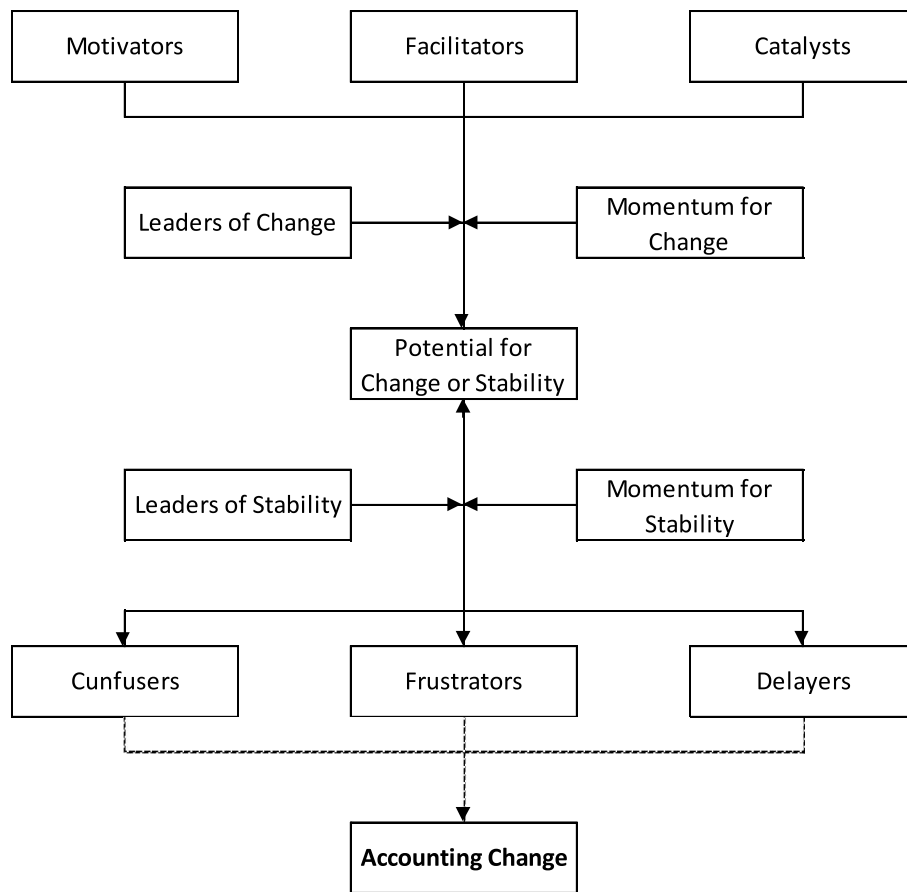 Motivators
Facilitators
Catalysts
Leaders of Change
Momentum for
Change
Potential for
Change or Stability
Leaders of Stability
Momentum for
Stability
Cunfusers
Frustrators
Delayers
Accounting Change